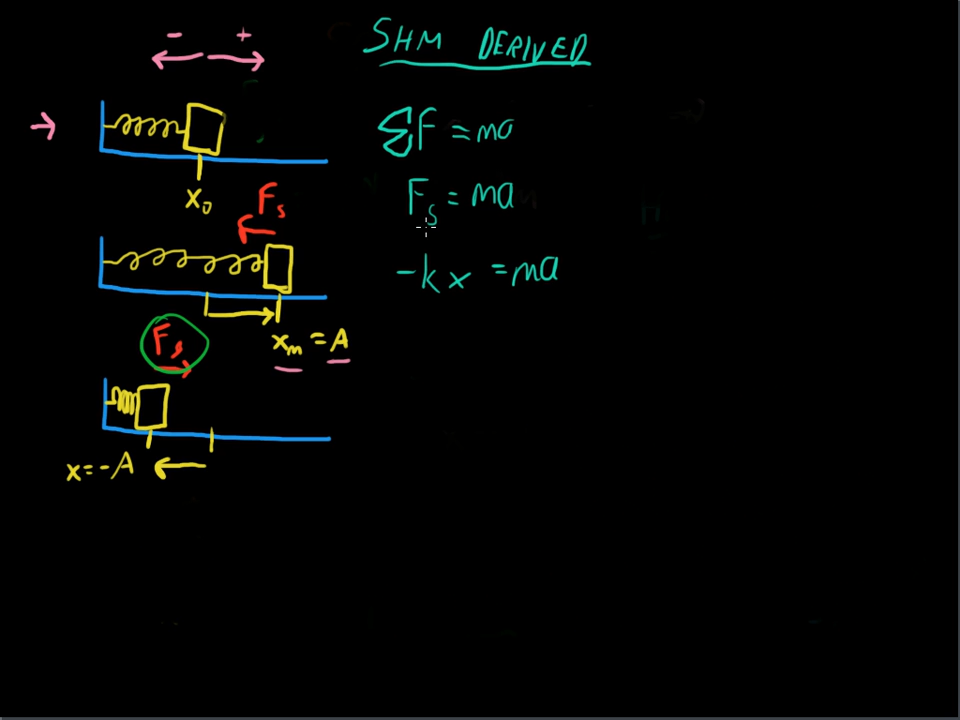 - +
SHM DERIVED
ΣF = ma
x₀
Fₛ
Fₛ = ma
-kx = ma
xₘ = A
Fₛ
x = -A